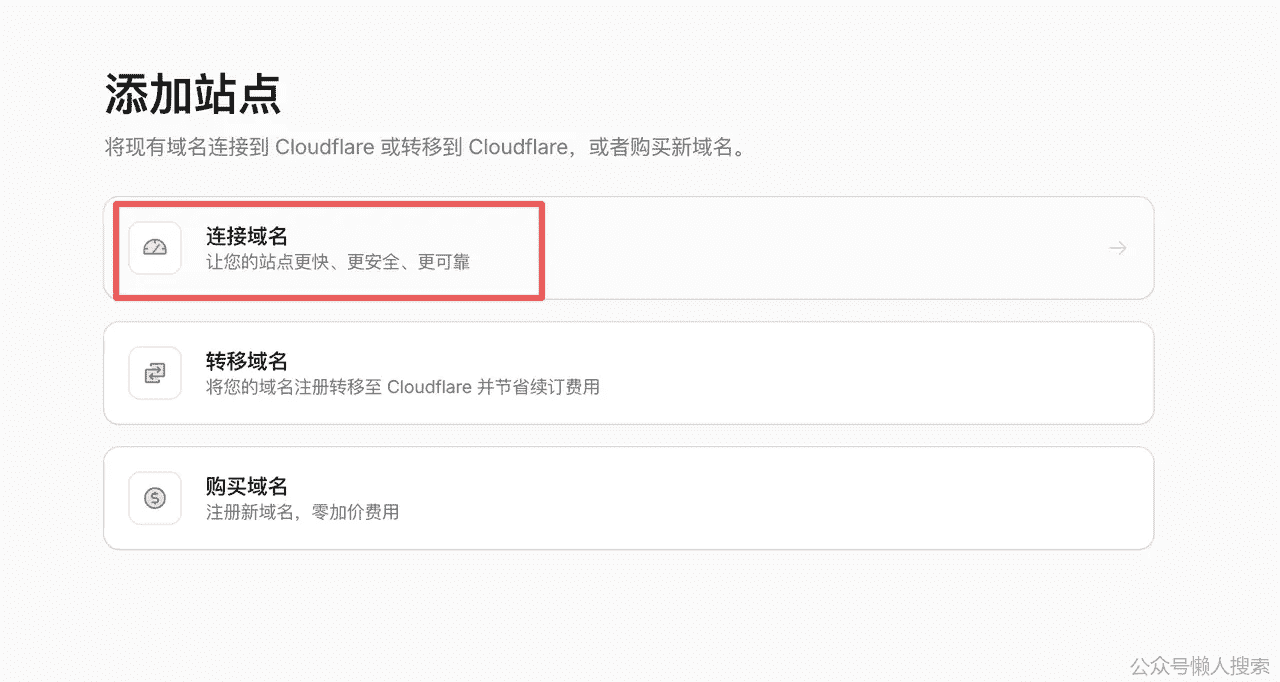 添加站点
将现有域名连接到 Cloudflare 或转移到 Cloudflare，或者购买新域名。
连接域名
让您的站点更快、更安全、更可靠
转移域名
将您的域名注册转移至 Cloudflare 并节省续订费用
购买域名
注册新域名，零加价费用
公众号懒人搜索